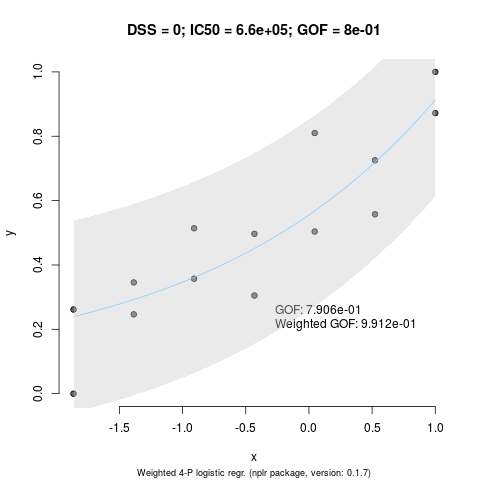 DSS = 0; IC50 = 6.6e+05; GOF = 8e-01
1.0
0.8
0.6
0.4
0.2
0.0
y
GOF: 7.906e-01
Weighted GOF: 9.912e-01
-1.5 -1.0 -0.5 0.0 0.5 1.0
x
Weighted 4-P logistic regr. (nplr package, version: 0.1.7)